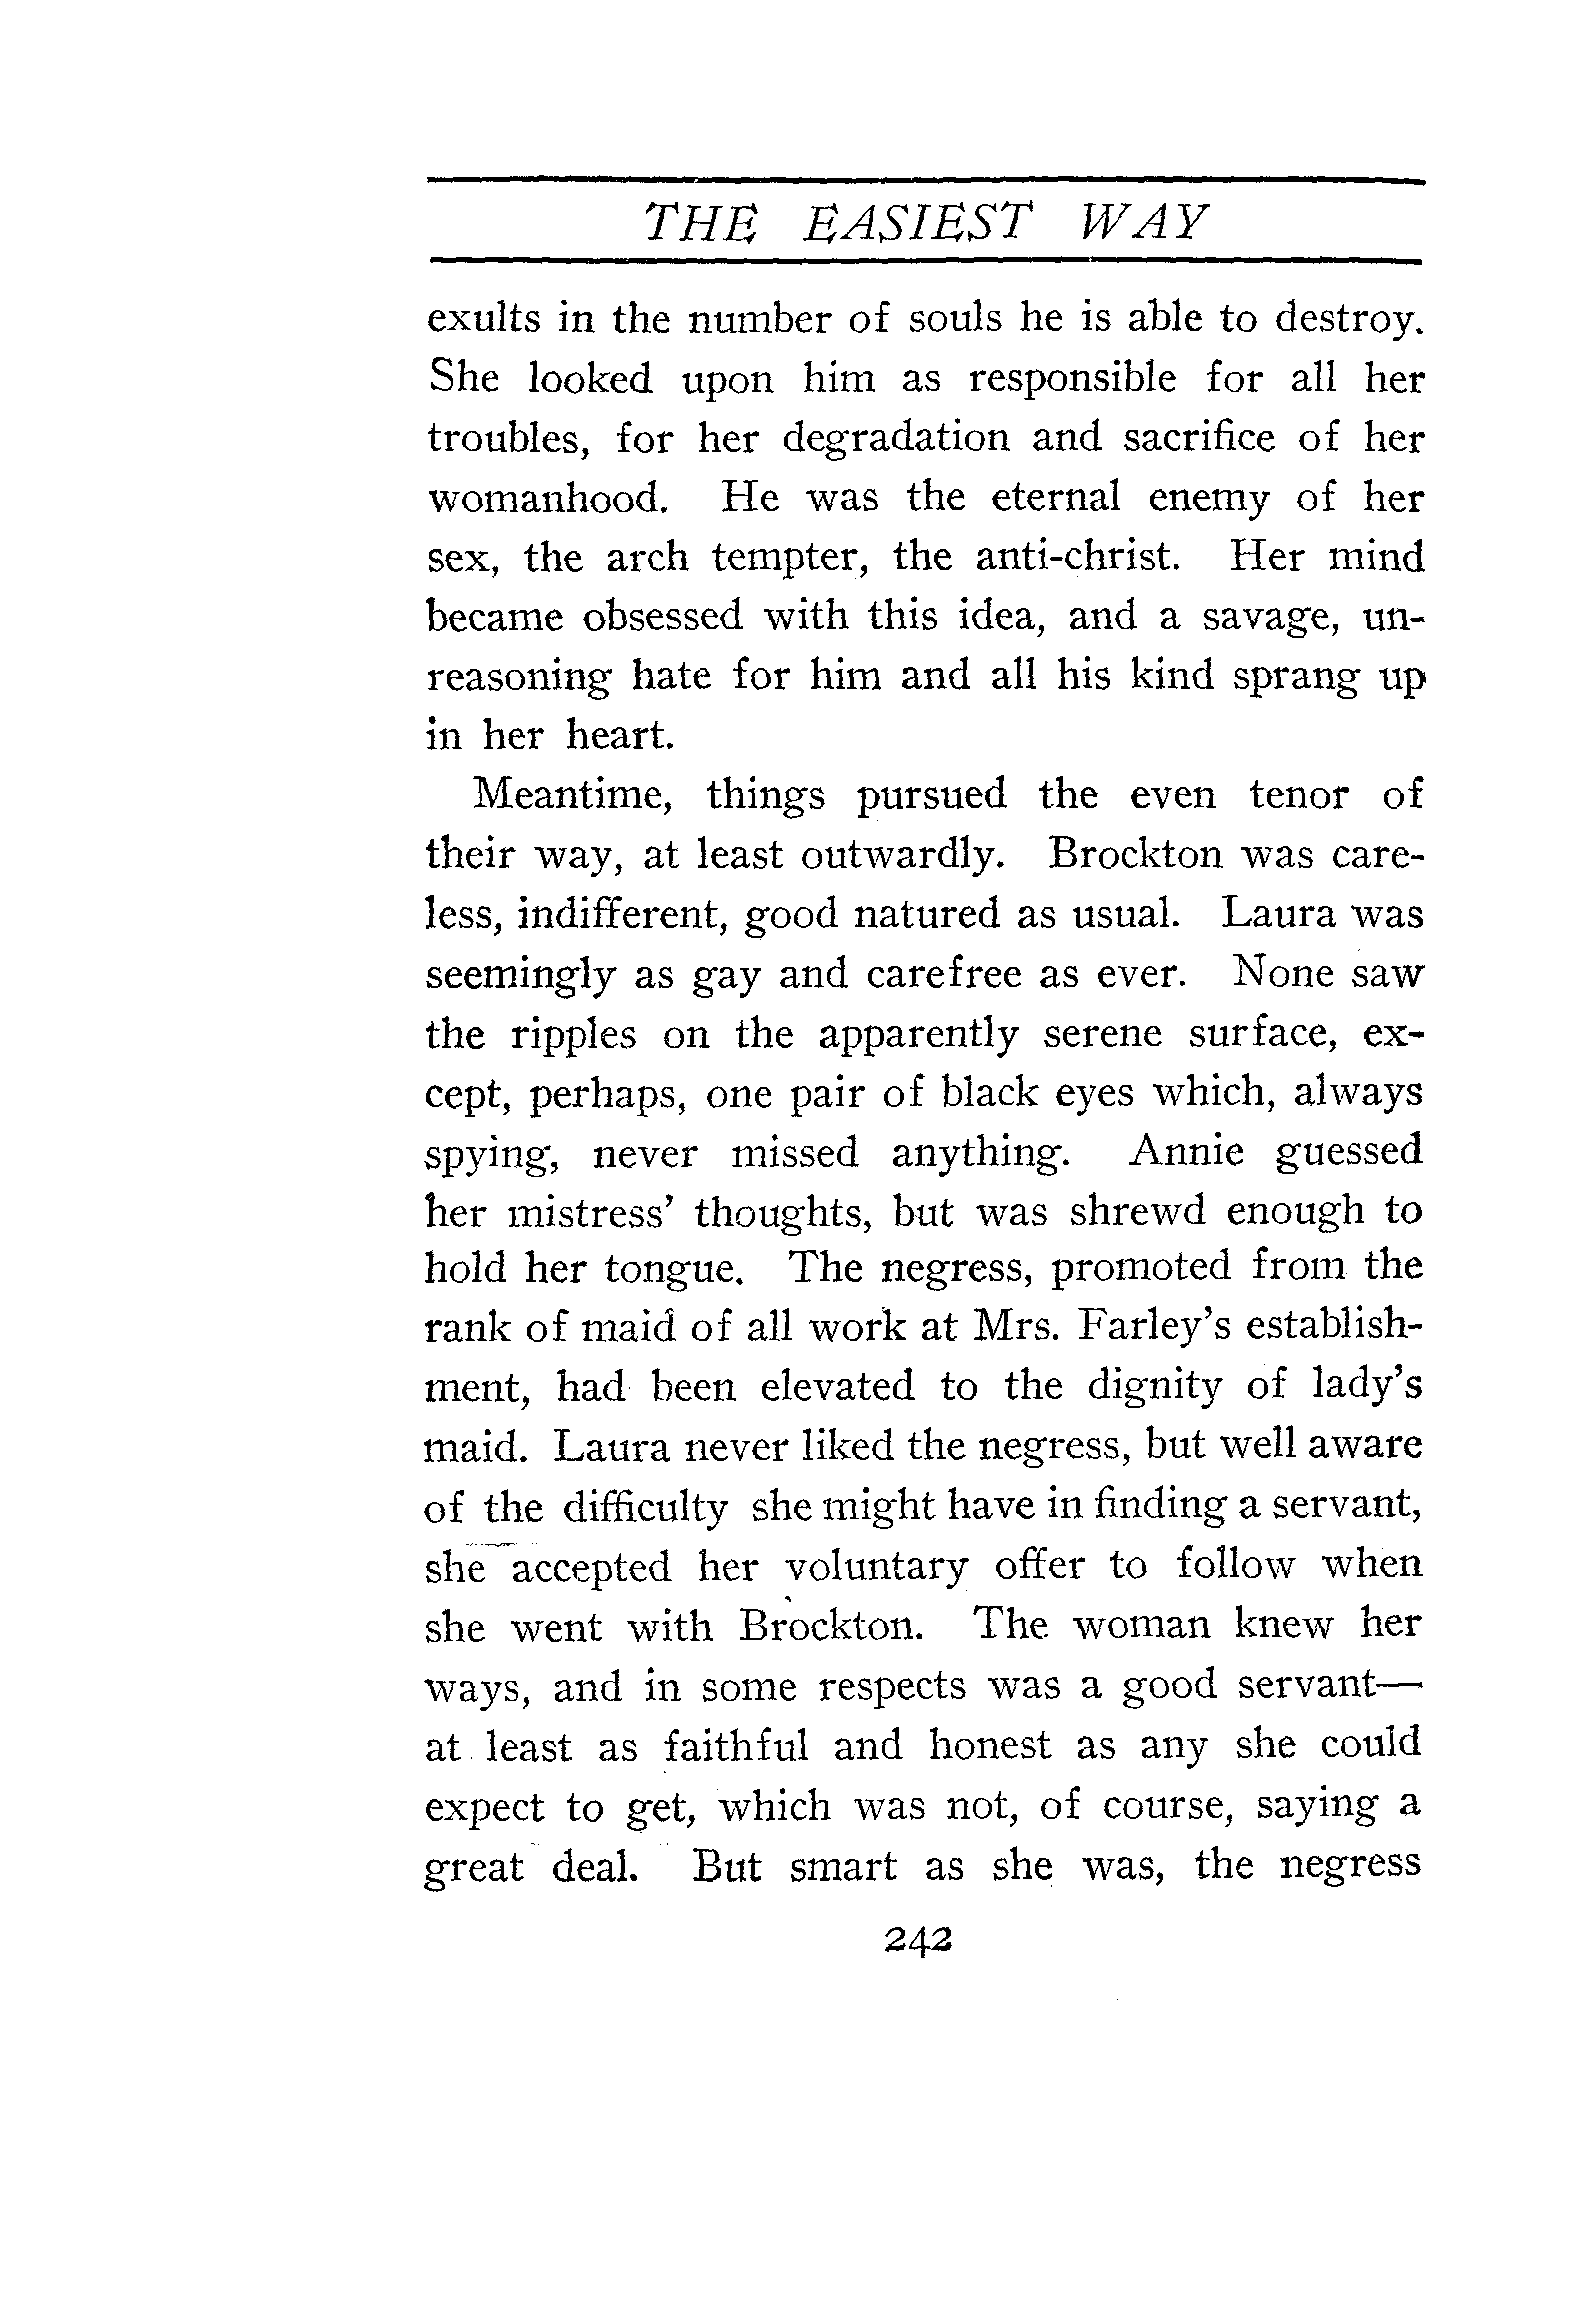 THE EASIEST WAY
exults in the number of souls he is able to destroy.
She looked upon him as responsible for all her
troubles, for her degradation and sacrifice of her
womanhood. He was the eternal enemy of her
sex, the arch tempter, the anti-christ. Her mind
became obsessed with this idea, and a savage, un-
reasoning hate for him and all his kind sprang up
in her heart.
Meantime, things pursued the even tenor of
their way, at least outwardly. Brockton was care-
less, indifferent, good natured as usual. Laura was
seemingly as gay and carefree as ever. None saw
the ripples on the apparently serene surface, ex-
cept, perhaps, one pair of black eyes which, always
spying, never missed anything. Annie guessed
her mistress' thoughts, but was shrewd enough to
hold her tongue. The negress, promoted from the
rank of maid of all work at Mrs. Farley's establish-
ment, had been elevated to the dignity of lady's
maid. Laura never liked the negress, but well aware
of the difficulty she might have in finding a servant,
she accepted her voluntary offer to follow when
she went with Brockton. The woman knew her
ways, and in some respects was a good servant—
at least as faithful and honest as any she could
expect to get, which was not, of course, saying a
great deal. But smart as she was, the negress
242